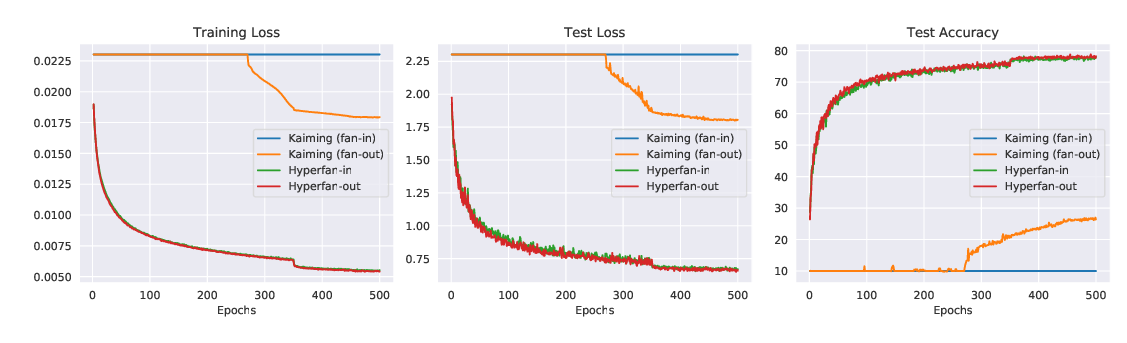 Training Loss
0.0225
0.0200
0.0175
0.0150
0.0125
0.0100
0.0075
0.0050
0 100 200 300 400 500
Epochs
Kaiming (fan-in)
Kaiming (fan-out)
Hyperfan-in
Hyperfan-out
Test Loss
2.25
2.00
1.75
1.50
1.25
1.00
0.75
0 100 200 300 400 500
Epochs
Kaiming (fan-in)
Kaiming (fan-out)
Hyperfan-in
Hyperfan-out
Test Accuracy
80
70
60
50
40
30
20
10
0 100 200 300 400 500
Epochs
Kaiming (fan-in)
Kaiming (fan-out)
Hyperfan-in
Hyperfan-out